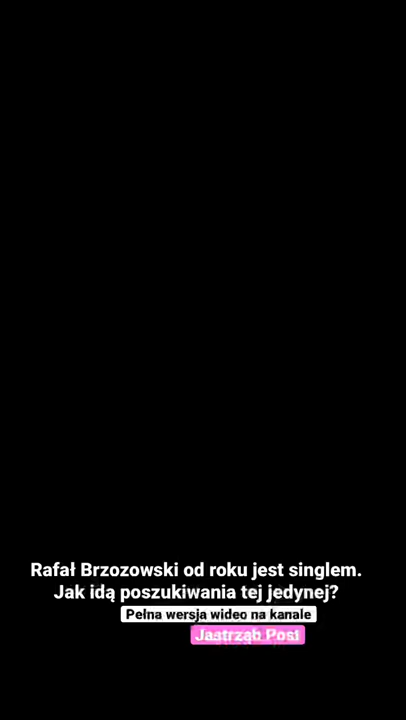 Rafał Brzozowski od roku jest singlem.
Jak idą poszukiwania tej jedynej?
Pełna wersja wideo na kanale
Jastrząb Post